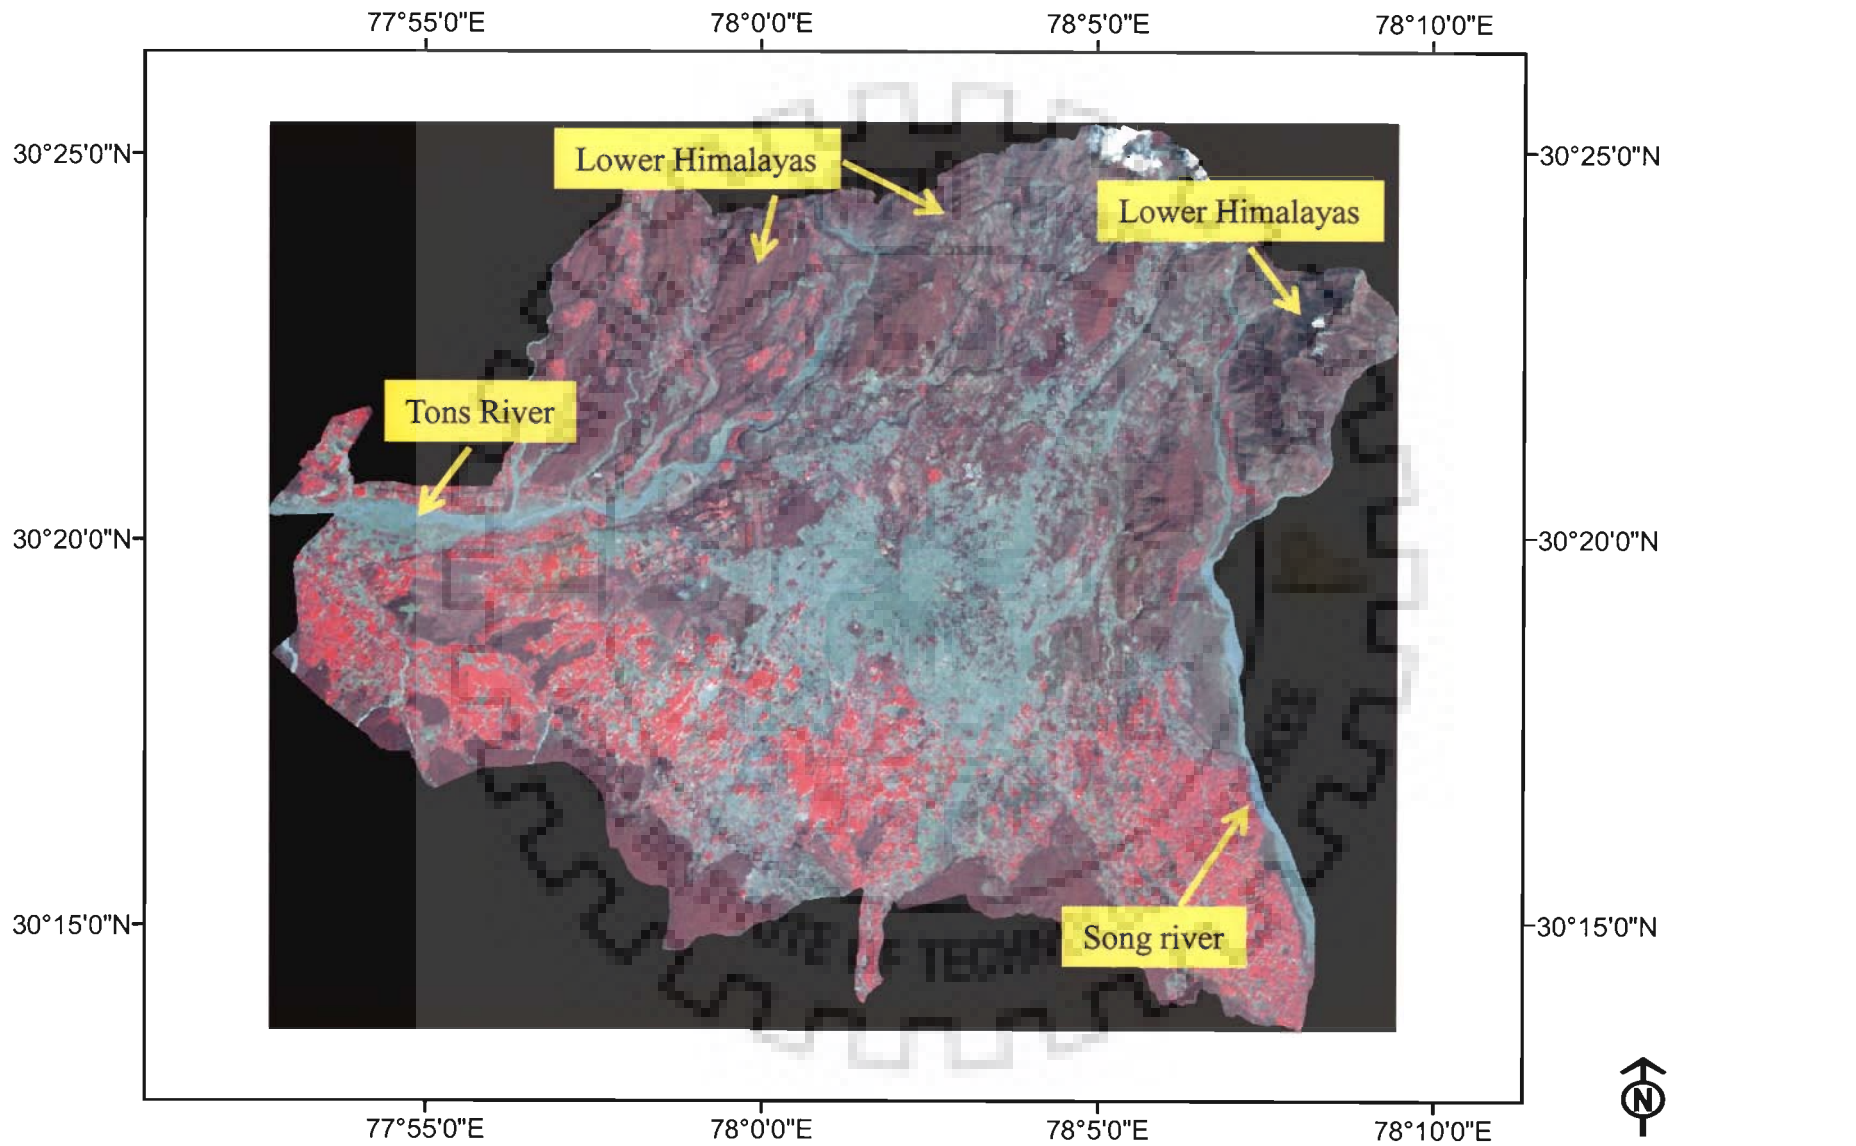 77°55'0"E 78°0'0"E 78°5'0"E 78°10'0"E
30°25'0"N 30°25'0"N
Lower Himalayas
Lower Himalayas
Tons River
30°20'0"N 30°20'0"N
30°15'0"N 30°15'0"N
Song river
OF TECHN
N
77°55'0"E 78°0'0"E 78°5'0"E 78°10'0"E